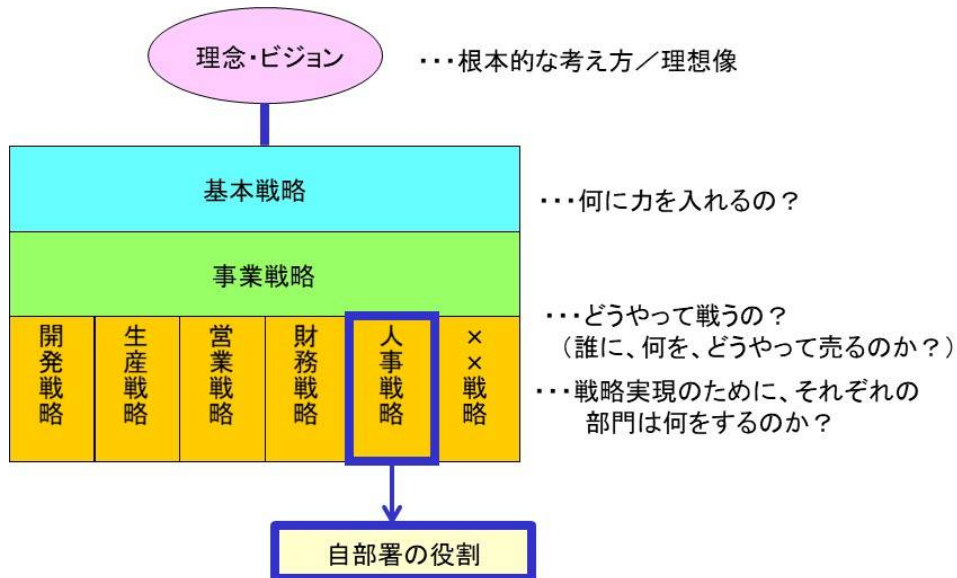 理念・ビジョン
・・・根本的な考え方／理想像
基本戦略
・・・何に力を入れるの？
事業戦略
・・・どうやって戦うの？
（誰に、何を、どうやって売るのか？）
開発戦略
生産戦略
営業戦略
財務戦略
人事戦略
××戦略
・・・戦略実現のために、それぞれの
部門は何をするのか？
自部署の役割